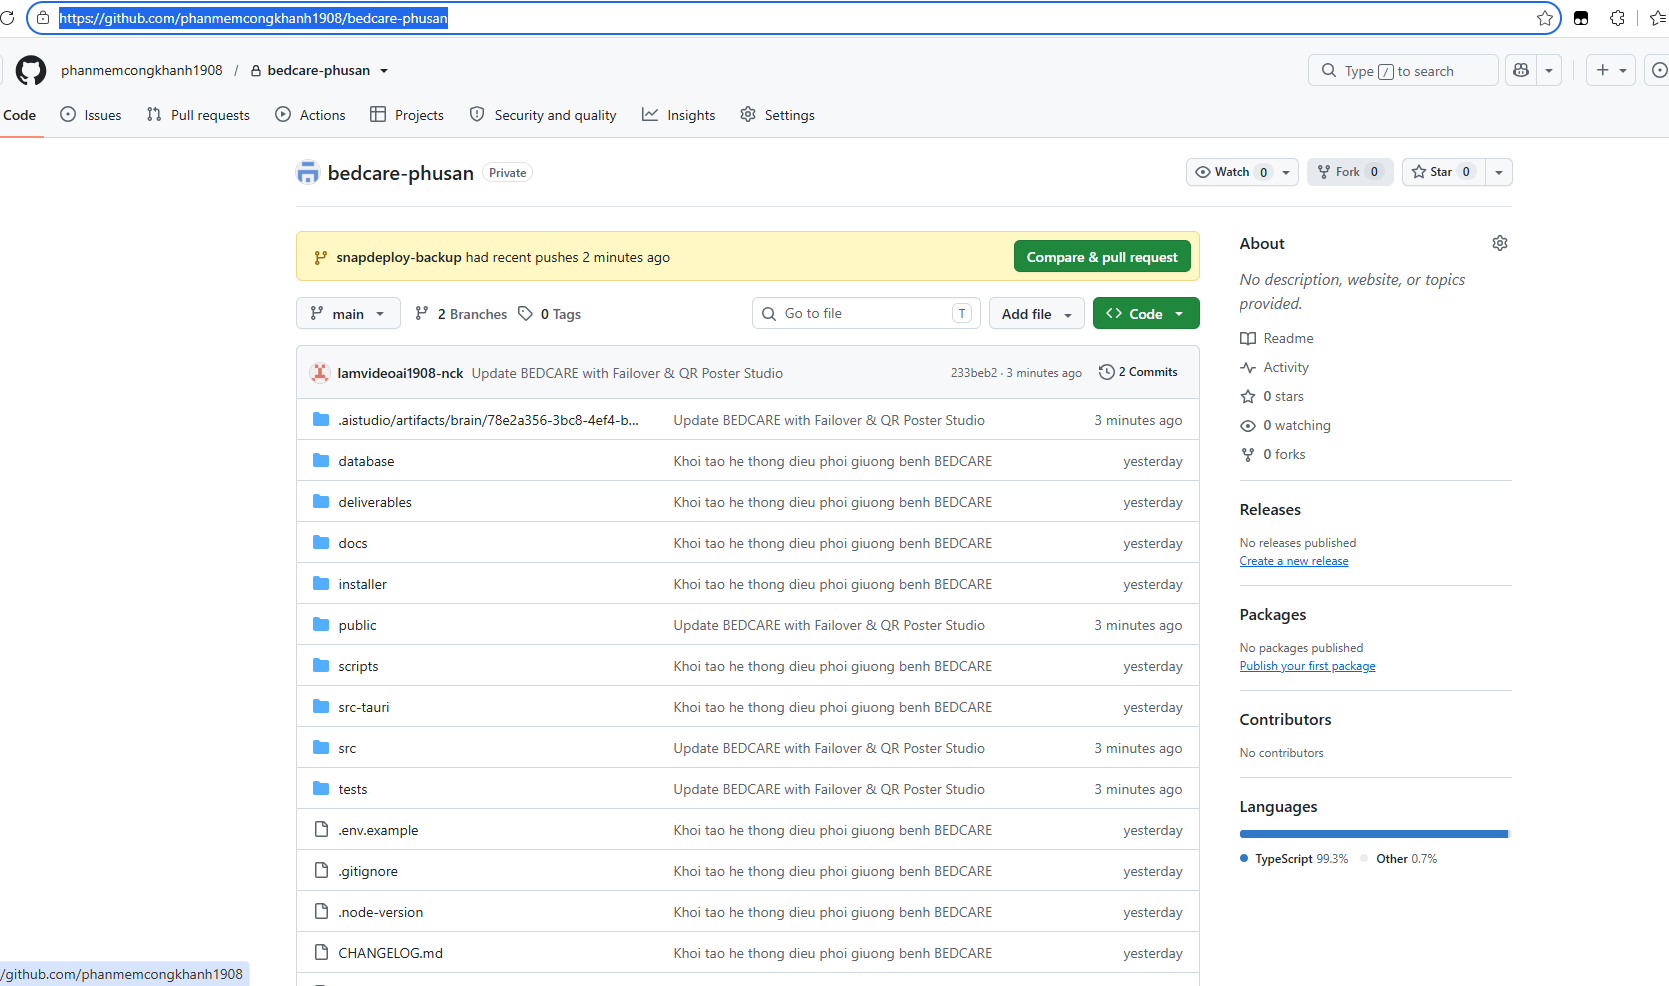 https://github.com/phanmemcongkhanh1908/bedcare-phusan
phanmemcongkhanh1908 / bedcare-phusan
Type / to search
Code Issues Pull requests Actions Projects Security and quality Insights Settings
bedcare-phusan Private
Watch 0 Fork 0 Star 0
snapdeploy-backup had recent pushes 2 minutes ago Compare & pull request
main 2 Branches 0 Tags Go to file T Add file Code
lamvideoai1908-nck Update BEDCARE with Failover & QR Poster Studio 233beb2 · 3 minutes ago 2 Commits
.aistudio/artifacts/brain/78e2a356-3bc8-4ef4-b... Update BEDCARE with Failover & QR Poster Studio 3 minutes ago
database Khoi tao he thong dieu phoi giuong benh BEDCARE yesterday
deliverables Khoi tao he thong dieu phoi giuong benh BEDCARE yesterday
docs Khoi tao he thong dieu phoi giuong benh BEDCARE yesterday
installer Khoi tao he thong dieu phoi giuong benh BEDCARE yesterday
public Update BEDCARE with Failover & QR Poster Studio 3 minutes ago
scripts Khoi tao he thong dieu phoi giuong benh BEDCARE yesterday
src-tauri Khoi tao he thong dieu phoi giuong benh BEDCARE yesterday
src Update BEDCARE with Failover & QR Poster Studio 3 minutes ago
tests Update BEDCARE with Failover & QR Poster Studio 3 minutes ago
.env.example Khoi tao he thong dieu phoi giuong benh BEDCARE yesterday
.gitignore Khoi tao he thong dieu phoi giuong benh BEDCARE yesterday
.node-version Khoi tao he thong dieu phoi giuong benh BEDCARE yesterday
CHANGELOG.md Khoi tao he thong dieu phoi giuong benh BEDCARE yesterday
About
No description, website, or topics
provided.
Readme
Activity
0 stars
0 watching
0 forks
Releases
No releases published
Create a new release
Packages
No packages published
Publish your first package
Contributors
No contributors
Languages
TypeScript 99.3% Other 0.7%
/github.com/phanmemcongkhanh1908